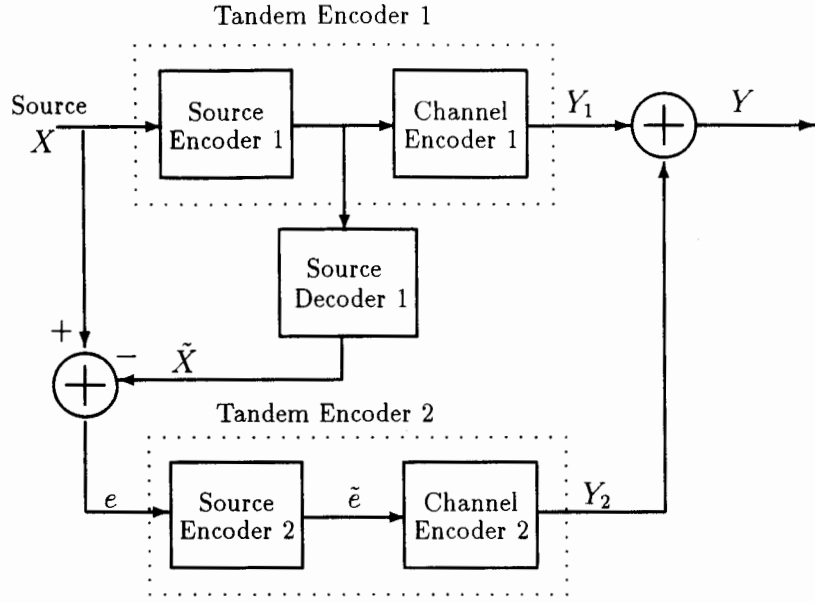 Tandem Encoder 1
Source
X
Source
Encoder 1
Channel
Encoder 1
Y₁
+
Y
Source
Decoder 1
+
−
X̃
+
Tandem Encoder 2
e
Source
Encoder 2
ẽ
Channel
Encoder 2
Y₂